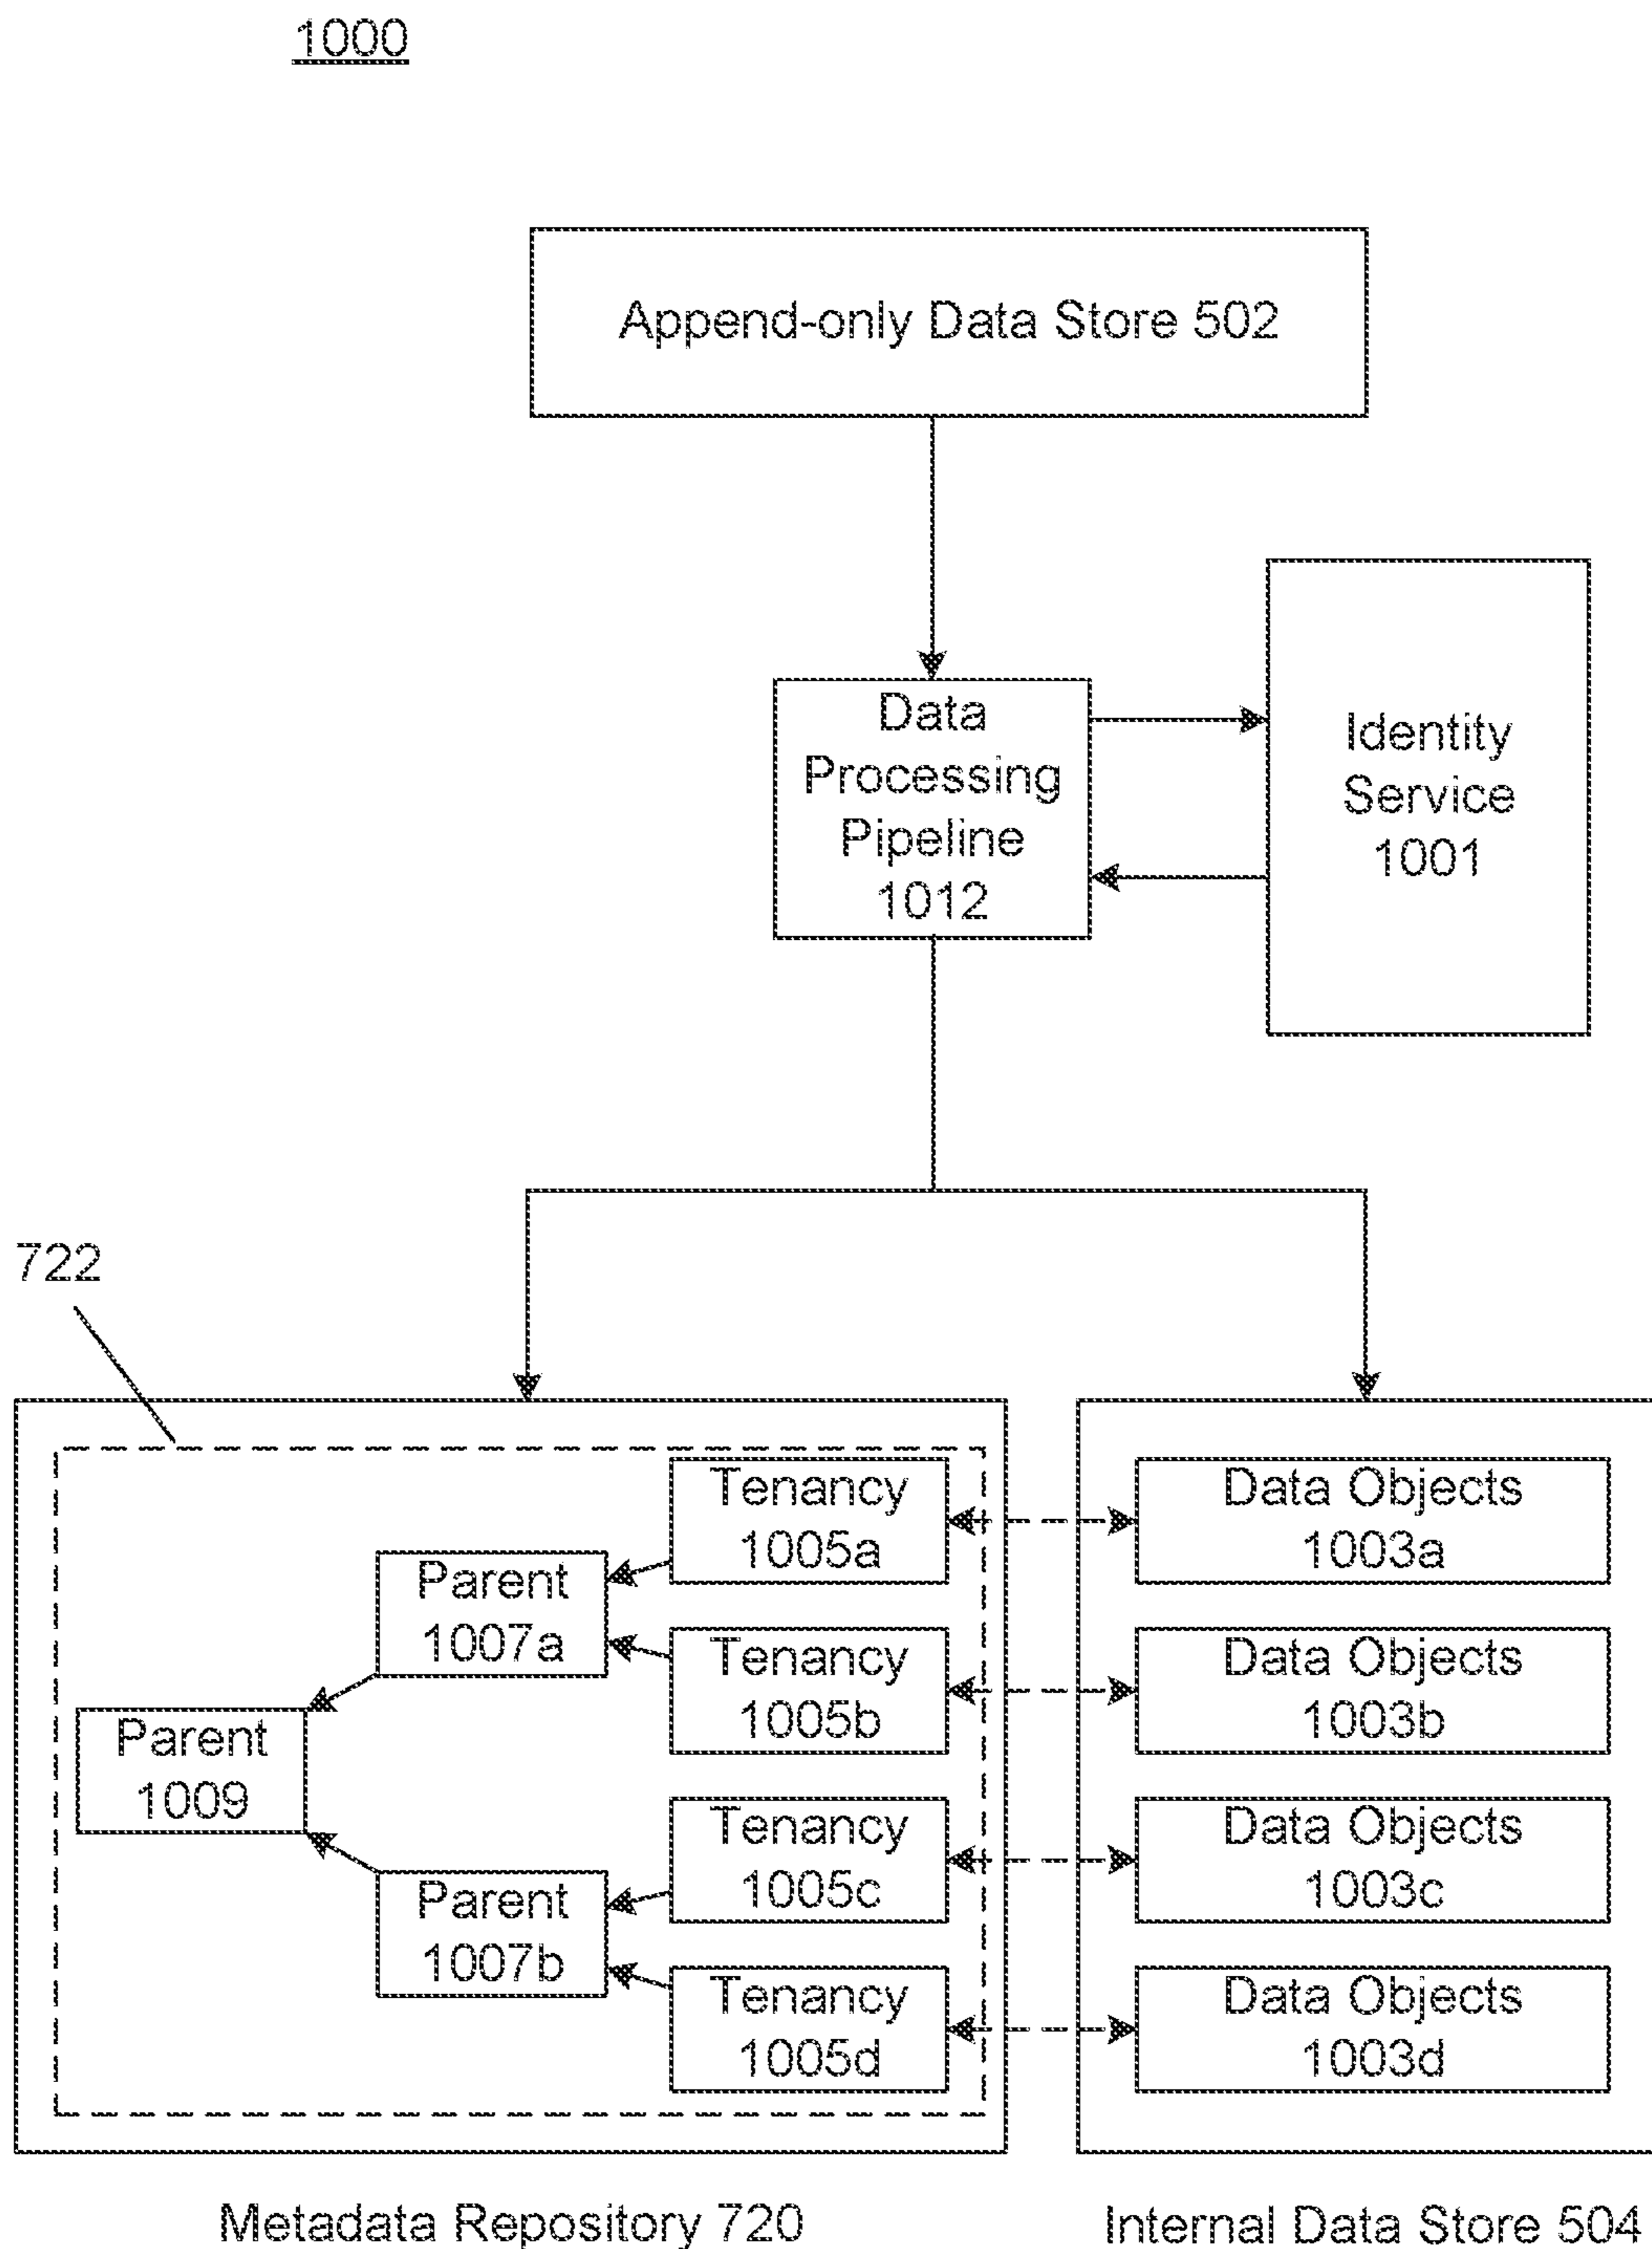 1000
Append-only Data Store 502
Data
Processing
Pipeline
1012
Identity
Service
1001
722
Tenancy
1005a
Data Objects
1003a
Parent
1007a
Tenancy
1005b
Data Objects
1003b
Parent
1009
Tenancy
1005c
Data Objects
1003c
Parent
1007b
Tenancy
1005d
Data Objects
1003d
Metadata Repository 720
Internal Data Store 504